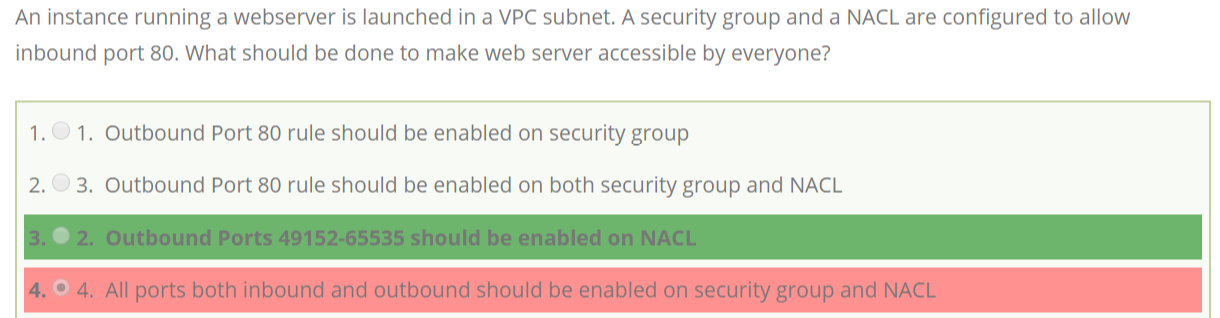 An instance running a webserver is launched in a VPC subnet. A security group and a NACL are configured to allow
inbound port 80. What should be done to make web server accessible by everyone?
1. 1. Outbound Port 80 rule should be enabled on security group
2. 3. Outbound Port 80 rule should be enabled on both security group and NACL
3. 2. Outbound Ports 49152-65535 should be enabled on NACL
4. 4. All ports both inbound and outbound should be enabled on security group and NACL